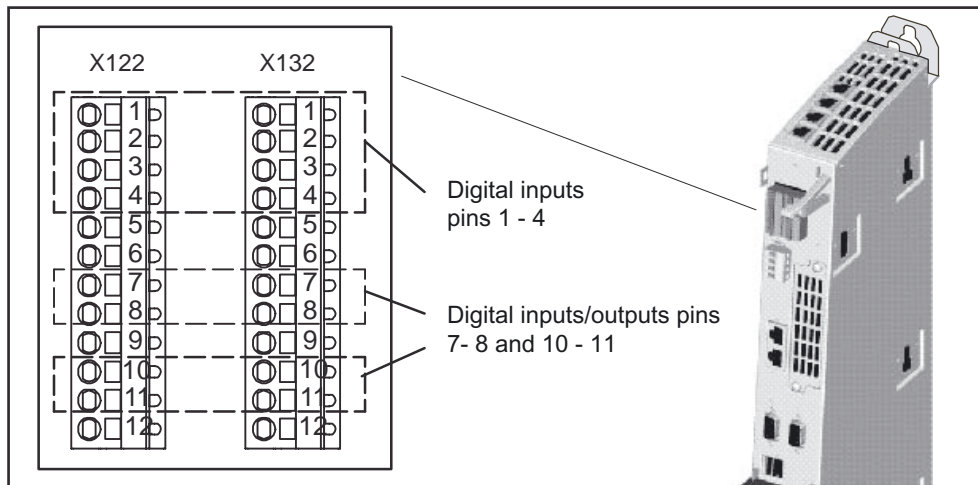 X122 X132
1 1
2 2
3 3
4 4
5 5
6 6
7 7
8 8
9 9
10 10
11 11
12 12
Digital inputs
pins 1 - 4
Digital inputs/outputs pins
7- 8 and 10 - 11